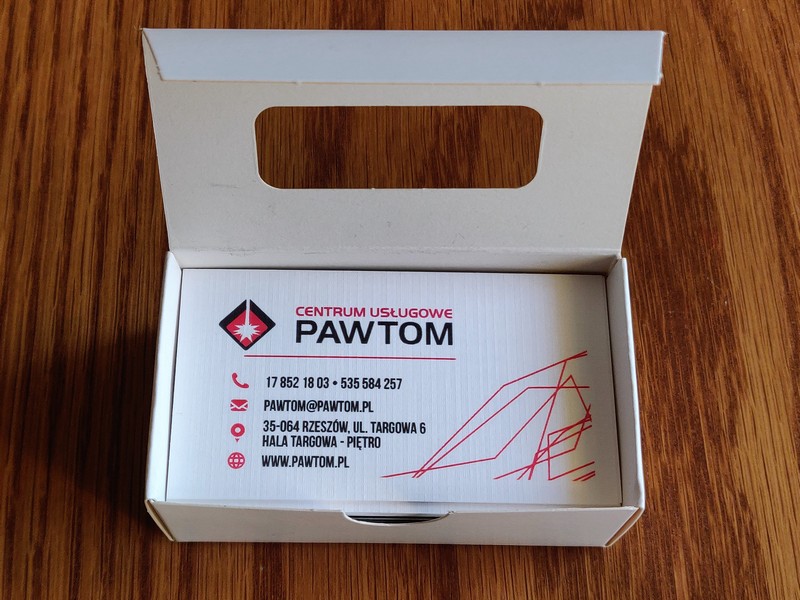 CENTRUM USŁUGOWE
PAWTOM
17 852 18 03 • 535 584 257
PAWTOM@PAWTOM.PL
35-064 RZESZÓW, UL. TARGOWA 6
HALA TARGOWA - PIĘTRO
WWW.PAWTOM.PL